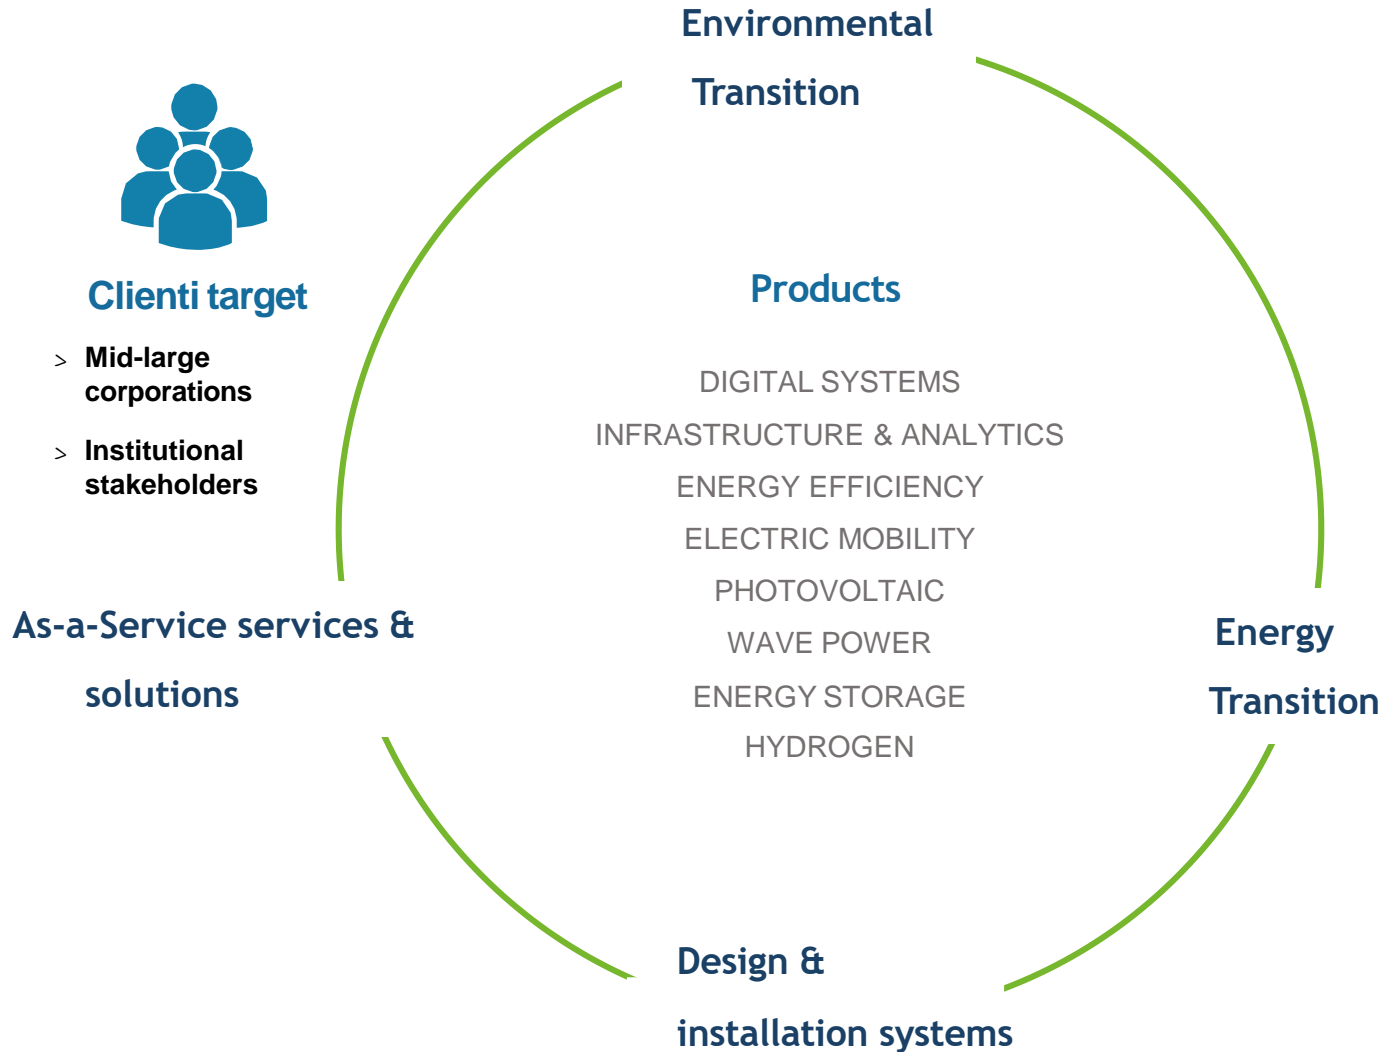 Environmental
Transition
Clienti target
> Mid-large
corporations
> Institutional
stakeholders
Products
DIGITAL SYSTEMS
INFRASTRUCTURE & ANALYTICS
ENERGY EFFICIENCY
ELECTRIC MOBILITY
PHOTOVOLTAIC
WAVE POWER
ENERGY STORAGE
HYDROGEN
As-a-Service services &
solutions
Energy
Transition
Design &
installation systems